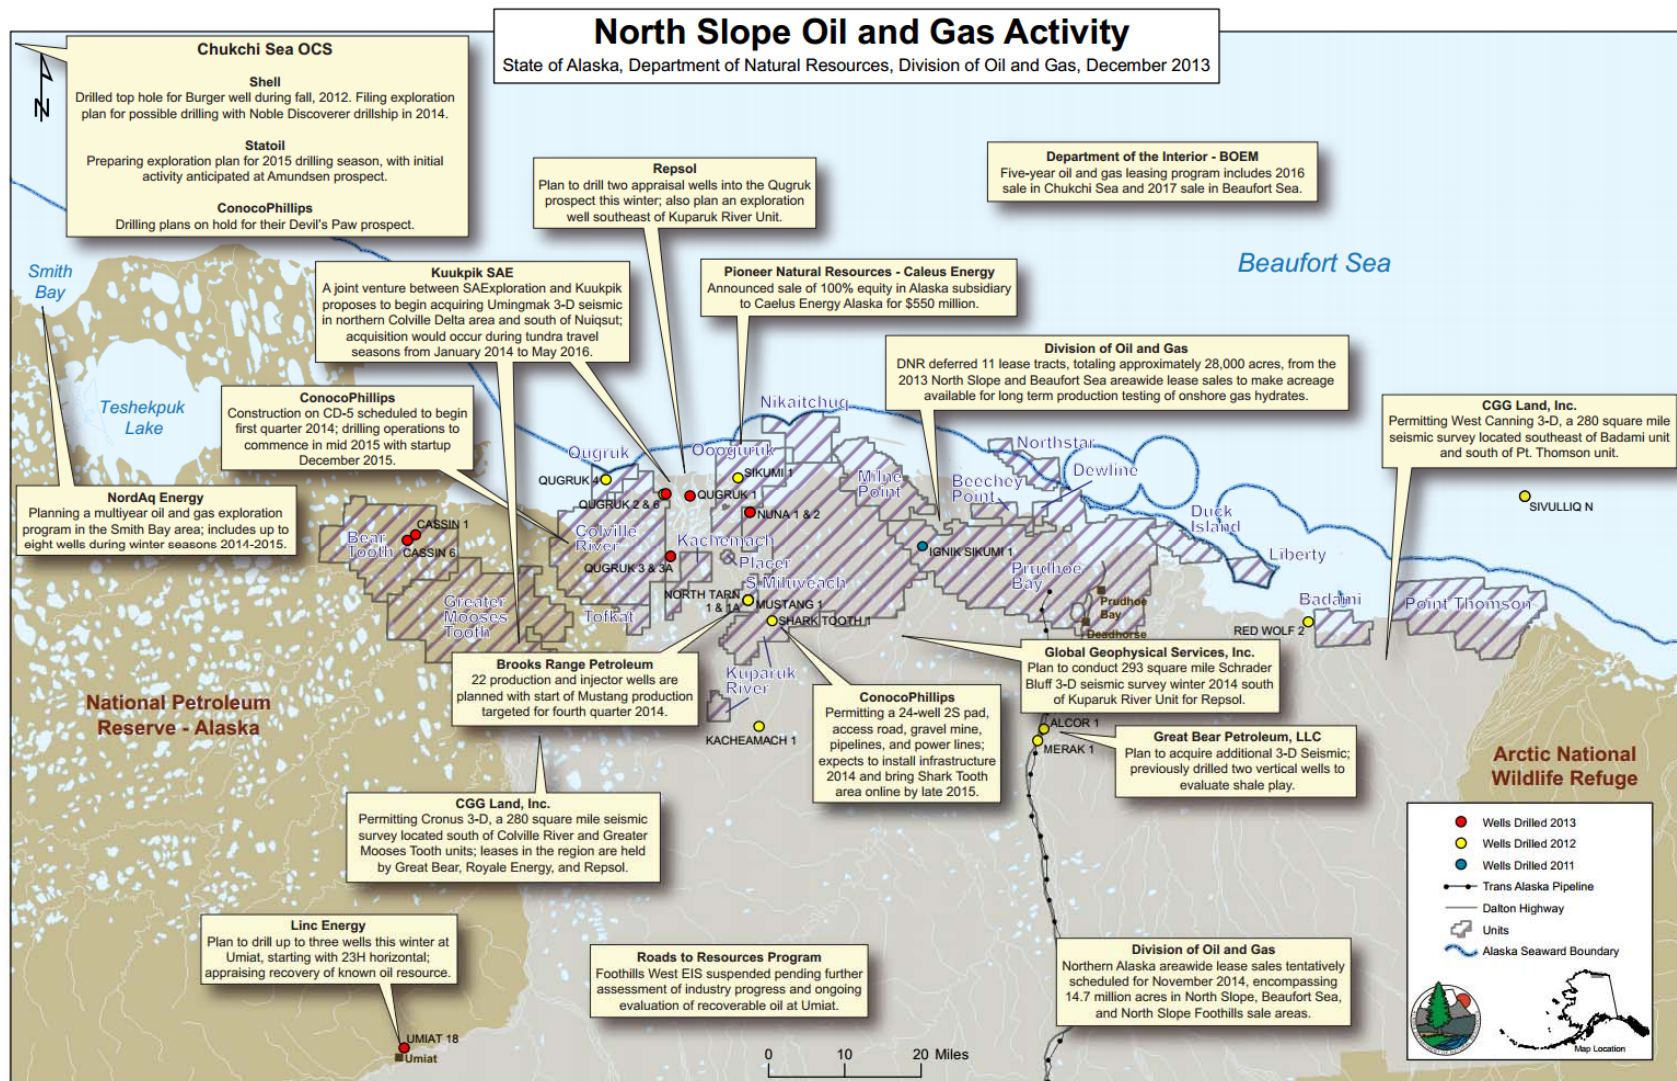 North Slope Oil and Gas Activity
State of Alaska, Department of Natural Resources, Division of Oil and Gas, December 2013
Chukchi Sea OCS
Shell
Drilled top hole for Burger well during fall, 2012. Filing exploration
plan for possible drilling with Noble Discoverer drillship in 2014.
Statoil
Preparing exploration plan for 2015 drilling season, with initial
activity anticipated at Amundsen prospect.
ConocoPhillips
Drilling plans on hold for their Devil's Paw prospect.
N
Repsol
Plan to drill two appraisal wells into the Qugruk
prospect this winter; also plan an exploration
well southeast of Kuparuk River Unit.
Department of the Interior - BOEM
Five-year oil and gas leasing program includes 2016
sale in Chukchi Sea and 2017 sale in Beaufort Sea.
Beaufort Sea
Smith
Bay
Kuukpik SAE
A joint venture between SAExploration and Kuukpik
proposes to begin acquiring Umingmak 3-D seismic
in northern Colville Delta area and south of Nuiqsut;
acquisition would occur during tundra travel
seasons from January 2014 to May 2016.
Pioneer Natural Resources - Caleus Energy
Announced sale of 100% equity in Alaska subsidiary
to Caelus Energy Alaska for $550 million.
Division of Oil and Gas
DNR deferred 11 lease tracts, totaling approximately 28,000 acres, from the
2013 North Slope and Beaufort Sea areawide lease sales to make acreage
available for long term production testing of onshore gas hydrates.
Teshekpuk
Lake
ConocoPhillips
Construction on CD-5 scheduled to begin
first quarter 2014; drilling operations to
commence in mid 2015 with startup
December 2015.
CGG Land, Inc.
Permitting West Canning 3-D, a 280 square mile
seismic survey located southeast of Badami unit
and south of Pt. Thomson unit.
NordAq Energy
Planning a multiyear oil and gas exploration
program in the Smith Bay area; includes up to
eight wells during winter seasons 2014-2015.
Nikaitchuq
Qugruk
Oooguruk
Northstar
Dewline
Milne
Point
Beechey
Point
Duck
Island
Liberty
QUGRUK 4
SIKUMI 1
QUGRUK 2 & 6
QUGRUK 1
NUNA 1 & 2
SIVULLIQ N
CASSIN 1
Bear
Tooth
CASSIN 6
Colville
River
Kachemach
Placer
QUGRUK 3 & 3A
IGNIK SIKUMI 1
Prudhoe
Bay
S Miluveach
NORTH TARN
1 & 1A
MUSTANG 1
SHARK TOOTH 1
Greater
Mooses
Tooth
Tofkat
Prudhoe
Bay
Deadhorse
Badami
Point Thomson
RED WOLF 2
Brooks Range Petroleum
22 production and injector wells are
planned with start of Mustang production
targeted for fourth quarter 2014.
Kuparuk
River
KACHEAMACH 1
ConocoPhillips
Permitting a 24-well 2S pad,
access road, gravel mine,
pipelines, and power lines;
expects to install infrastructure
2014 and bring Shark Tooth
area online by late 2015.
Global Geophysical Services, Inc.
Plan to conduct 293 square mile Schrader
Bluff 3-D seismic survey winter 2014 south
of Kuparuk River Unit for Repsol.
ALCOR 1
MERAK 1
Great Bear Petroleum, LLC
Plan to acquire additional 3-D Seismic;
previously drilled two vertical wells to
evaluate shale play.
National Petroleum
Reserve - Alaska
Arctic National
Wildlife Refuge
CGG Land, Inc.
Permitting Cronus 3-D, a 280 square mile seismic
survey located south of Colville River and Greater
Mooses Tooth units; leases in the region are held
by Great Bear, Royale Energy, and Repsol.
Linc Energy
Plan to drill up to three wells this winter at
Umiat, starting with 23H horizontal;
appraising recovery of known oil resource.
UMIAT 18
Umiat
Roads to Resources Program
Foothills West EIS suspended pending further
assessment of industry progress and ongoing
evaluation of recoverable oil at Umiat.
Division of Oil and Gas
Northern Alaska areawide lease sales tentatively
scheduled for November 2014, encompassing
14.7 million acres in North Slope, Beaufort Sea,
and North Slope Foothills sale areas.
Wells Drilled 2013
Wells Drilled 2012
Wells Drilled 2011
Trans Alaska Pipeline
Dalton Highway
Units
Alaska Seaward Boundary
Map Location
0 10 20 Miles